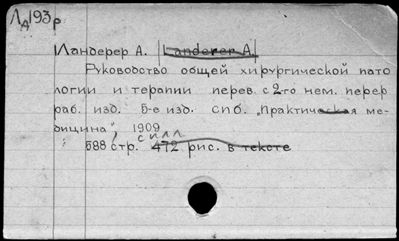 Лд193р
Ландерер А. Landerer A.
Руководство общей хирургической пато
логии и терапии перев. с 2-го нем. перер
раб. изд. 5-е изд. СПб. „Практическая ме-
дицина", 1909
с илл
588 стр. 472 рис. в тексте